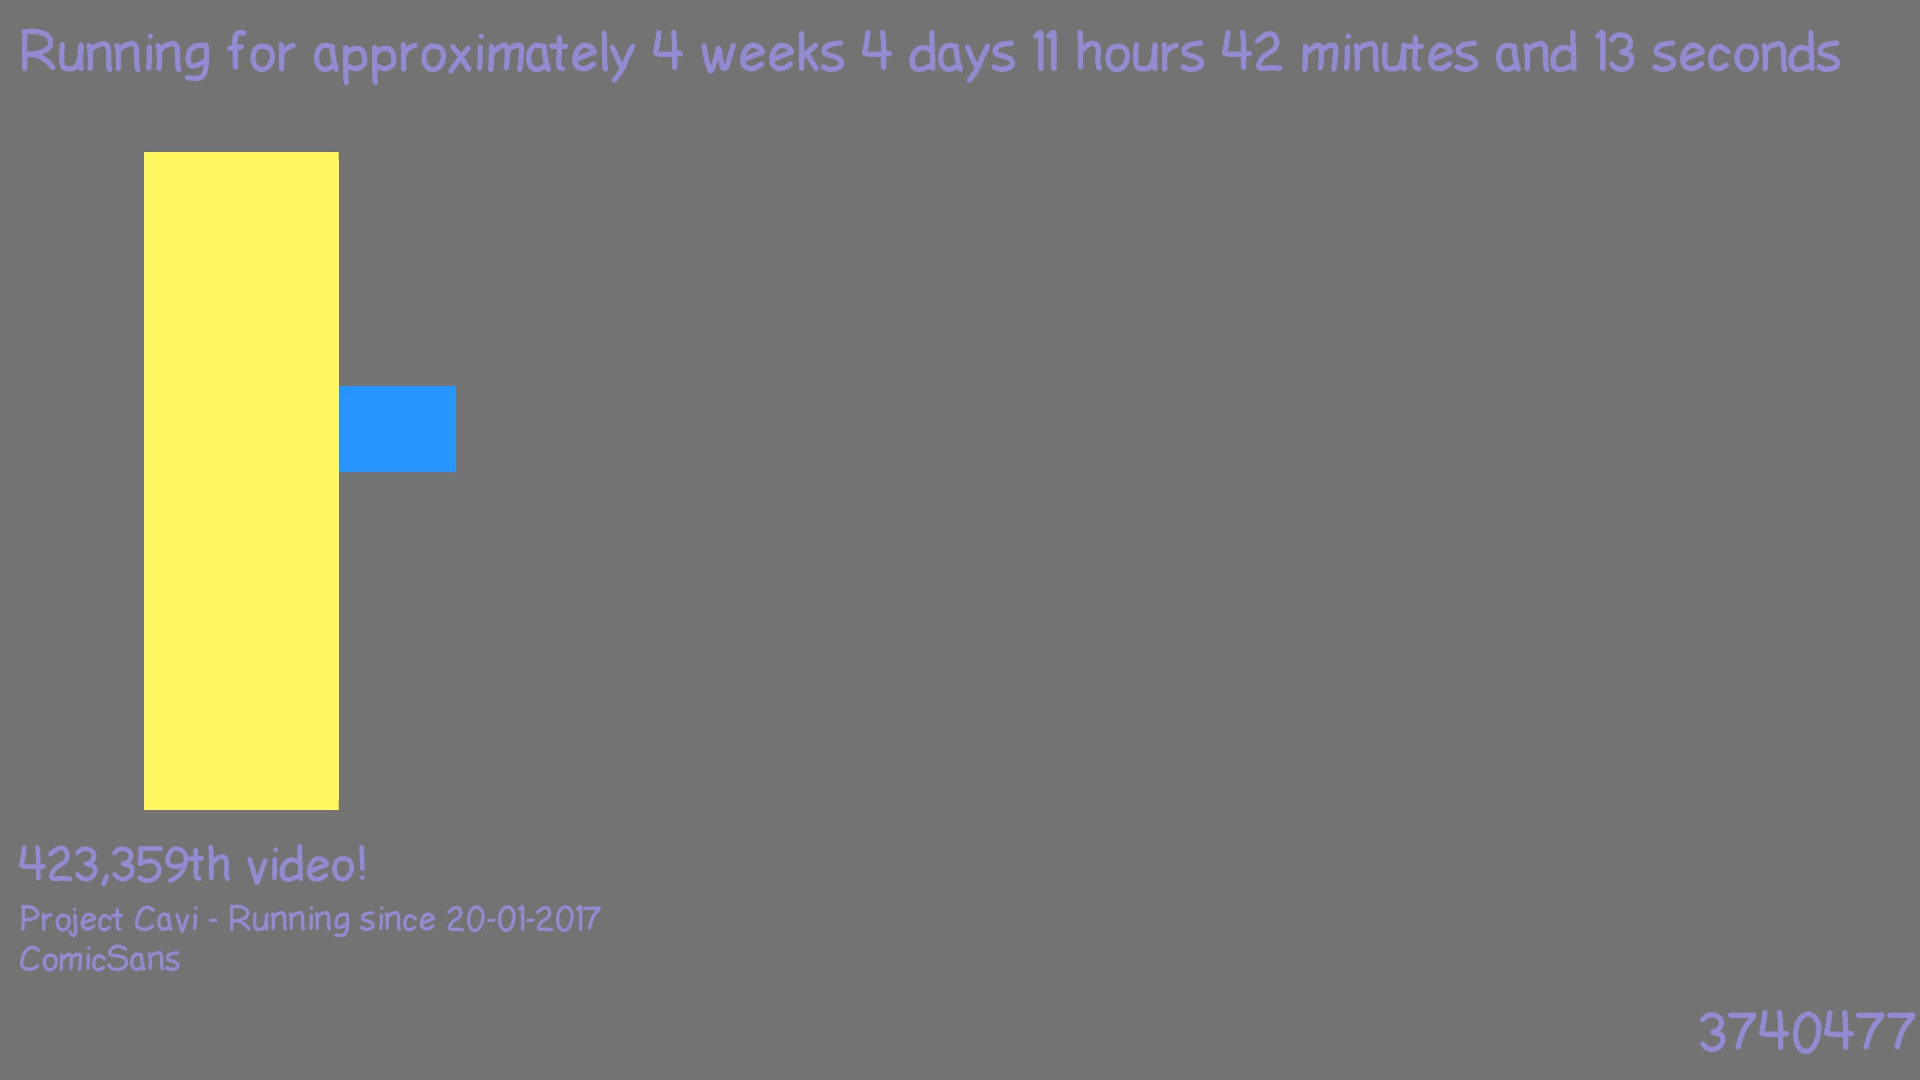 Running for approximately 4 weeks 4 days 11 hours 42 minutes and 13 seconds
423,359th video!
Project Cavi - Running since 20-01-2017
ComicSans
3740477